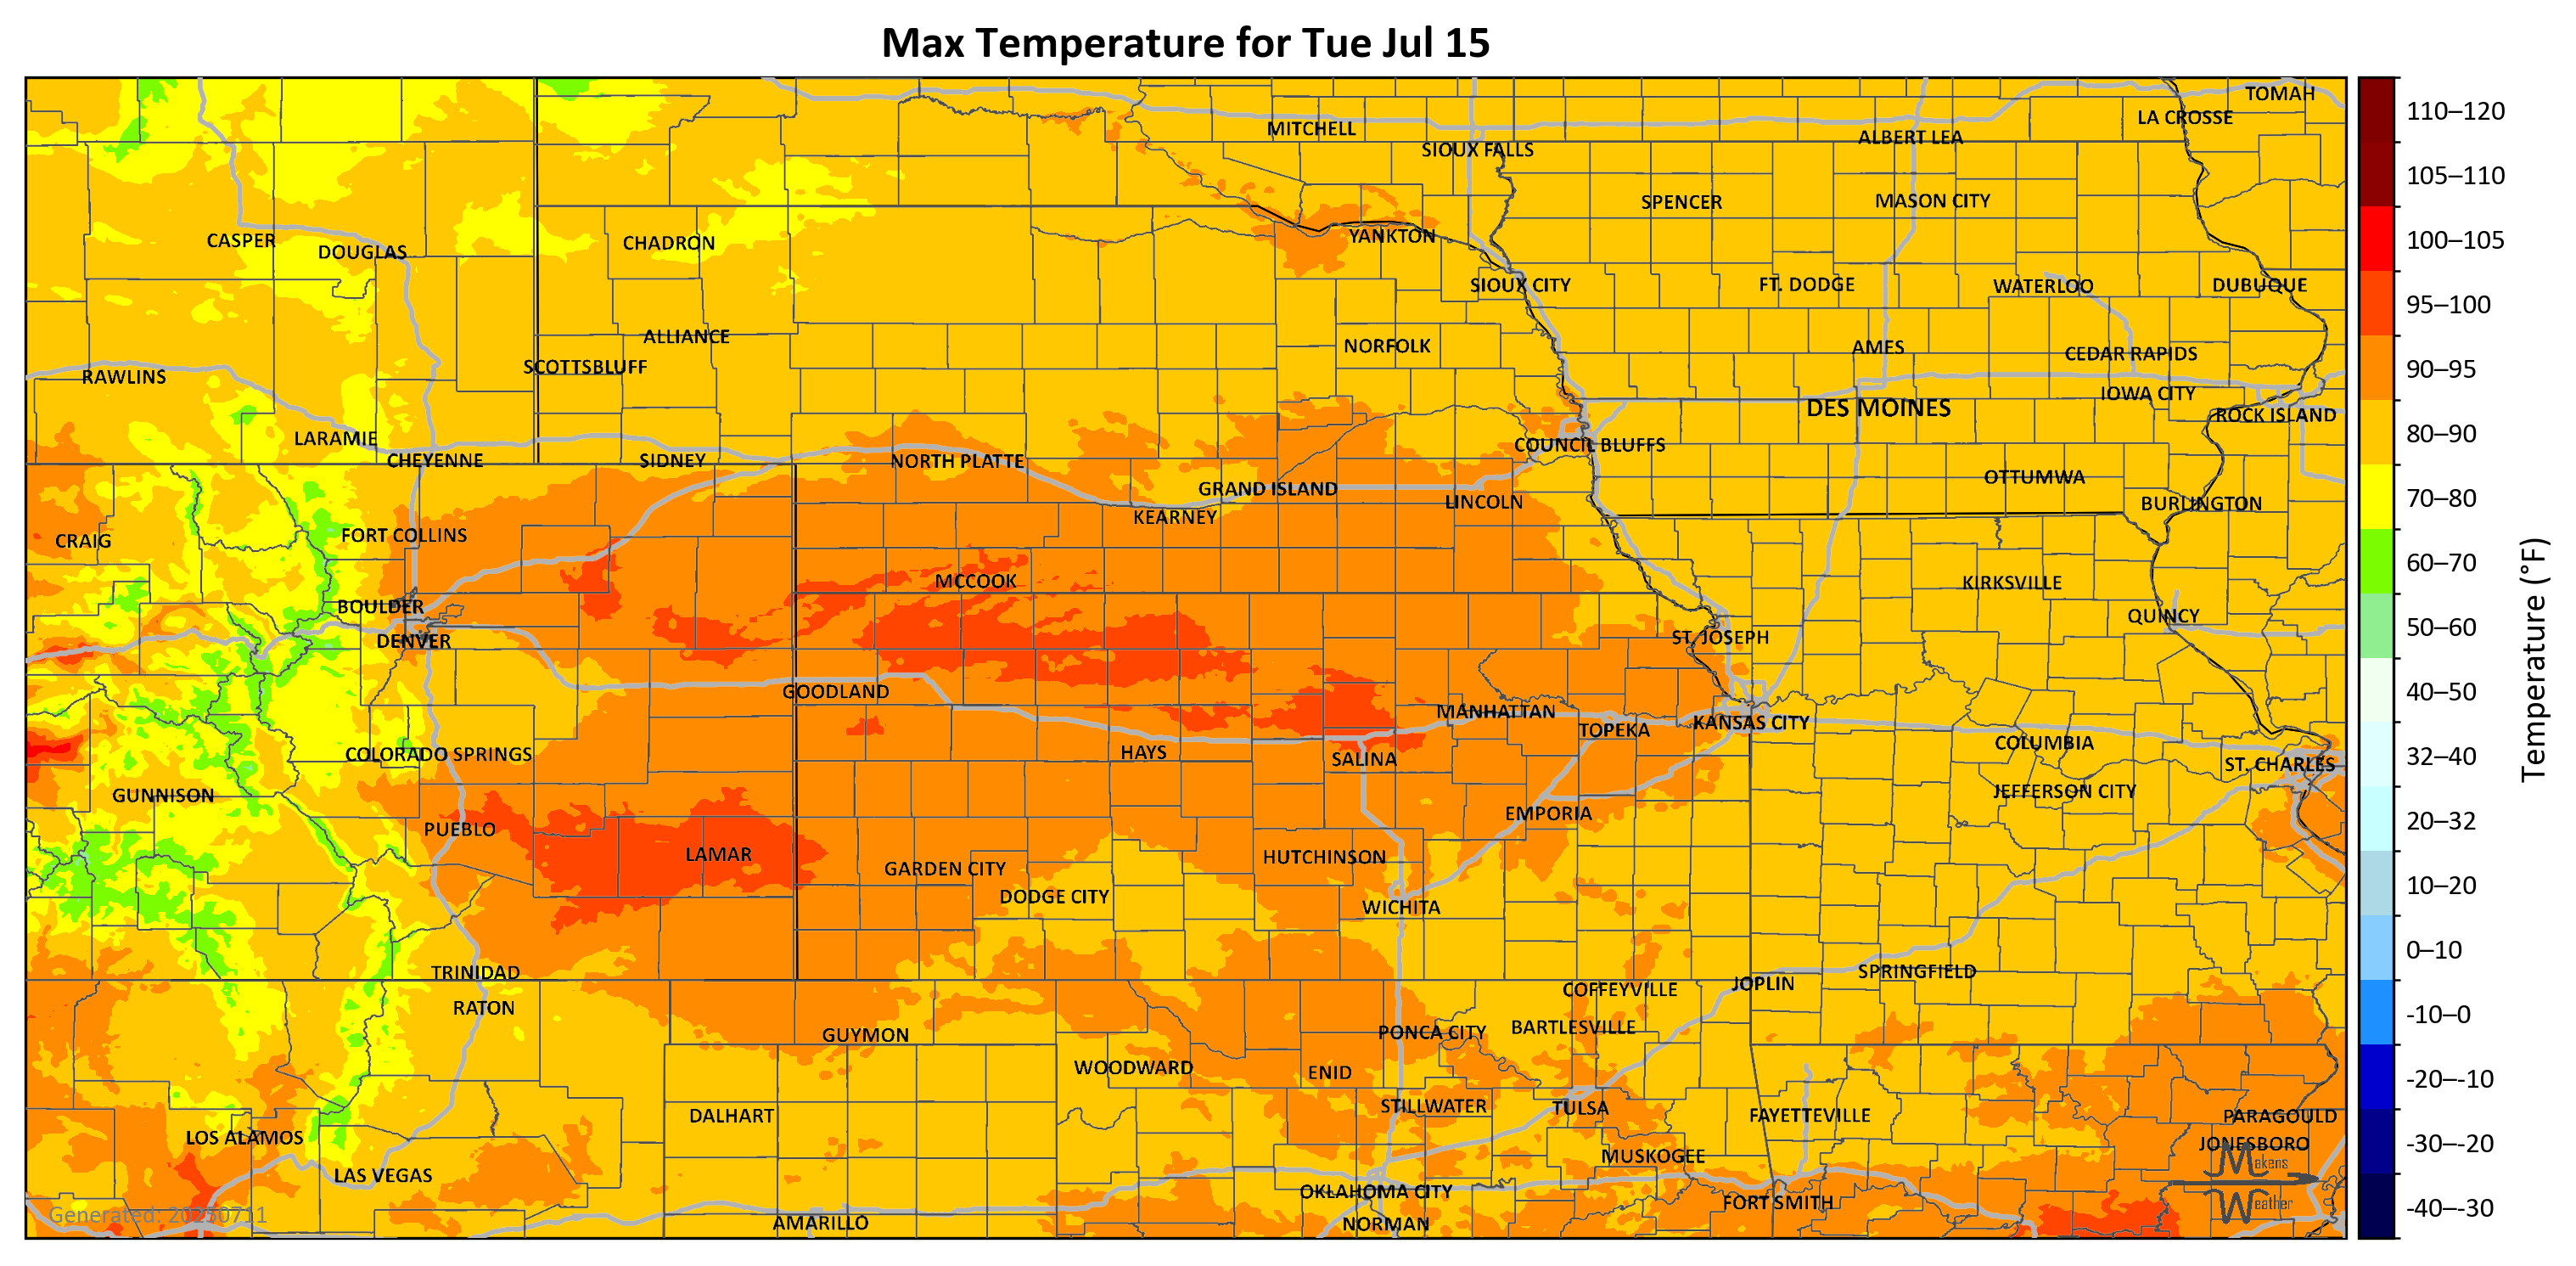 Max Temperature for Tue Jul 15
TOMAH
LA CROSSE
MITCHELL
ALBERT LEA
SIOUX FALLS
SPENCER
MASON CITY
CASPER
DOUGLAS
CHADRON
YANKTON
SIOUX CITY
FT. DODGE
WATERLOO
DUBUQUE
ALLIANCE
NORFOLK
AMES
CEDAR RAPIDS
SCOTTSBLUFF
RAWLINS
IOWA CITY
DES MOINES
ROCK ISLAND
LARAMIE
COUNCIL BLUFFS
CHEYENNE
SIDNEY
NORTH PLATTE
OTTUMWA
GRAND ISLAND
LINCOLN
BURLINGTON
KEARNEY
FORT COLLINS
CRAIG
MCCOOK
KIRKSVILLE
BOULDER
QUINCY
DENVER
ST. JOSEPH
GOODLAND
MANHATTAN
TOPEKA
KANSAS CITY
COLUMBIA
COLORADO SPRINGS
HAYS
SALINA
ST. CHARLES
GUNNISON
JEFFERSON CITY
EMPORIA
PUEBLO
LAMAR
HUTCHINSON
GARDEN CITY
DODGE CITY
WICHITA
TRINIDAD
SPRINGFIELD
JOPLIN
COFFEYVILLE
RATON
BARTLESVILLE
GUYMON
PONCA CITY
WOODWARD
ENID
STILLWATER
TULSA
DALHART
FAYETTEVILLE
PARAGOULD
LOS ALAMOS
JONESBORO
MUSKOGEE
LAS VEGAS
OKLAHOMA CITY
FORT SMITH
AMARILLO
NORMAN
Generated: 20250711
Makens
Weather
110–120
105–110
100–105
95–100
90–95
80–90
70–80
60–70
50–60
40–50
32–40
20–32
10–20
0–10
-10–0
-20–-10
-30–-20
-40–-30
Temperature (°F)